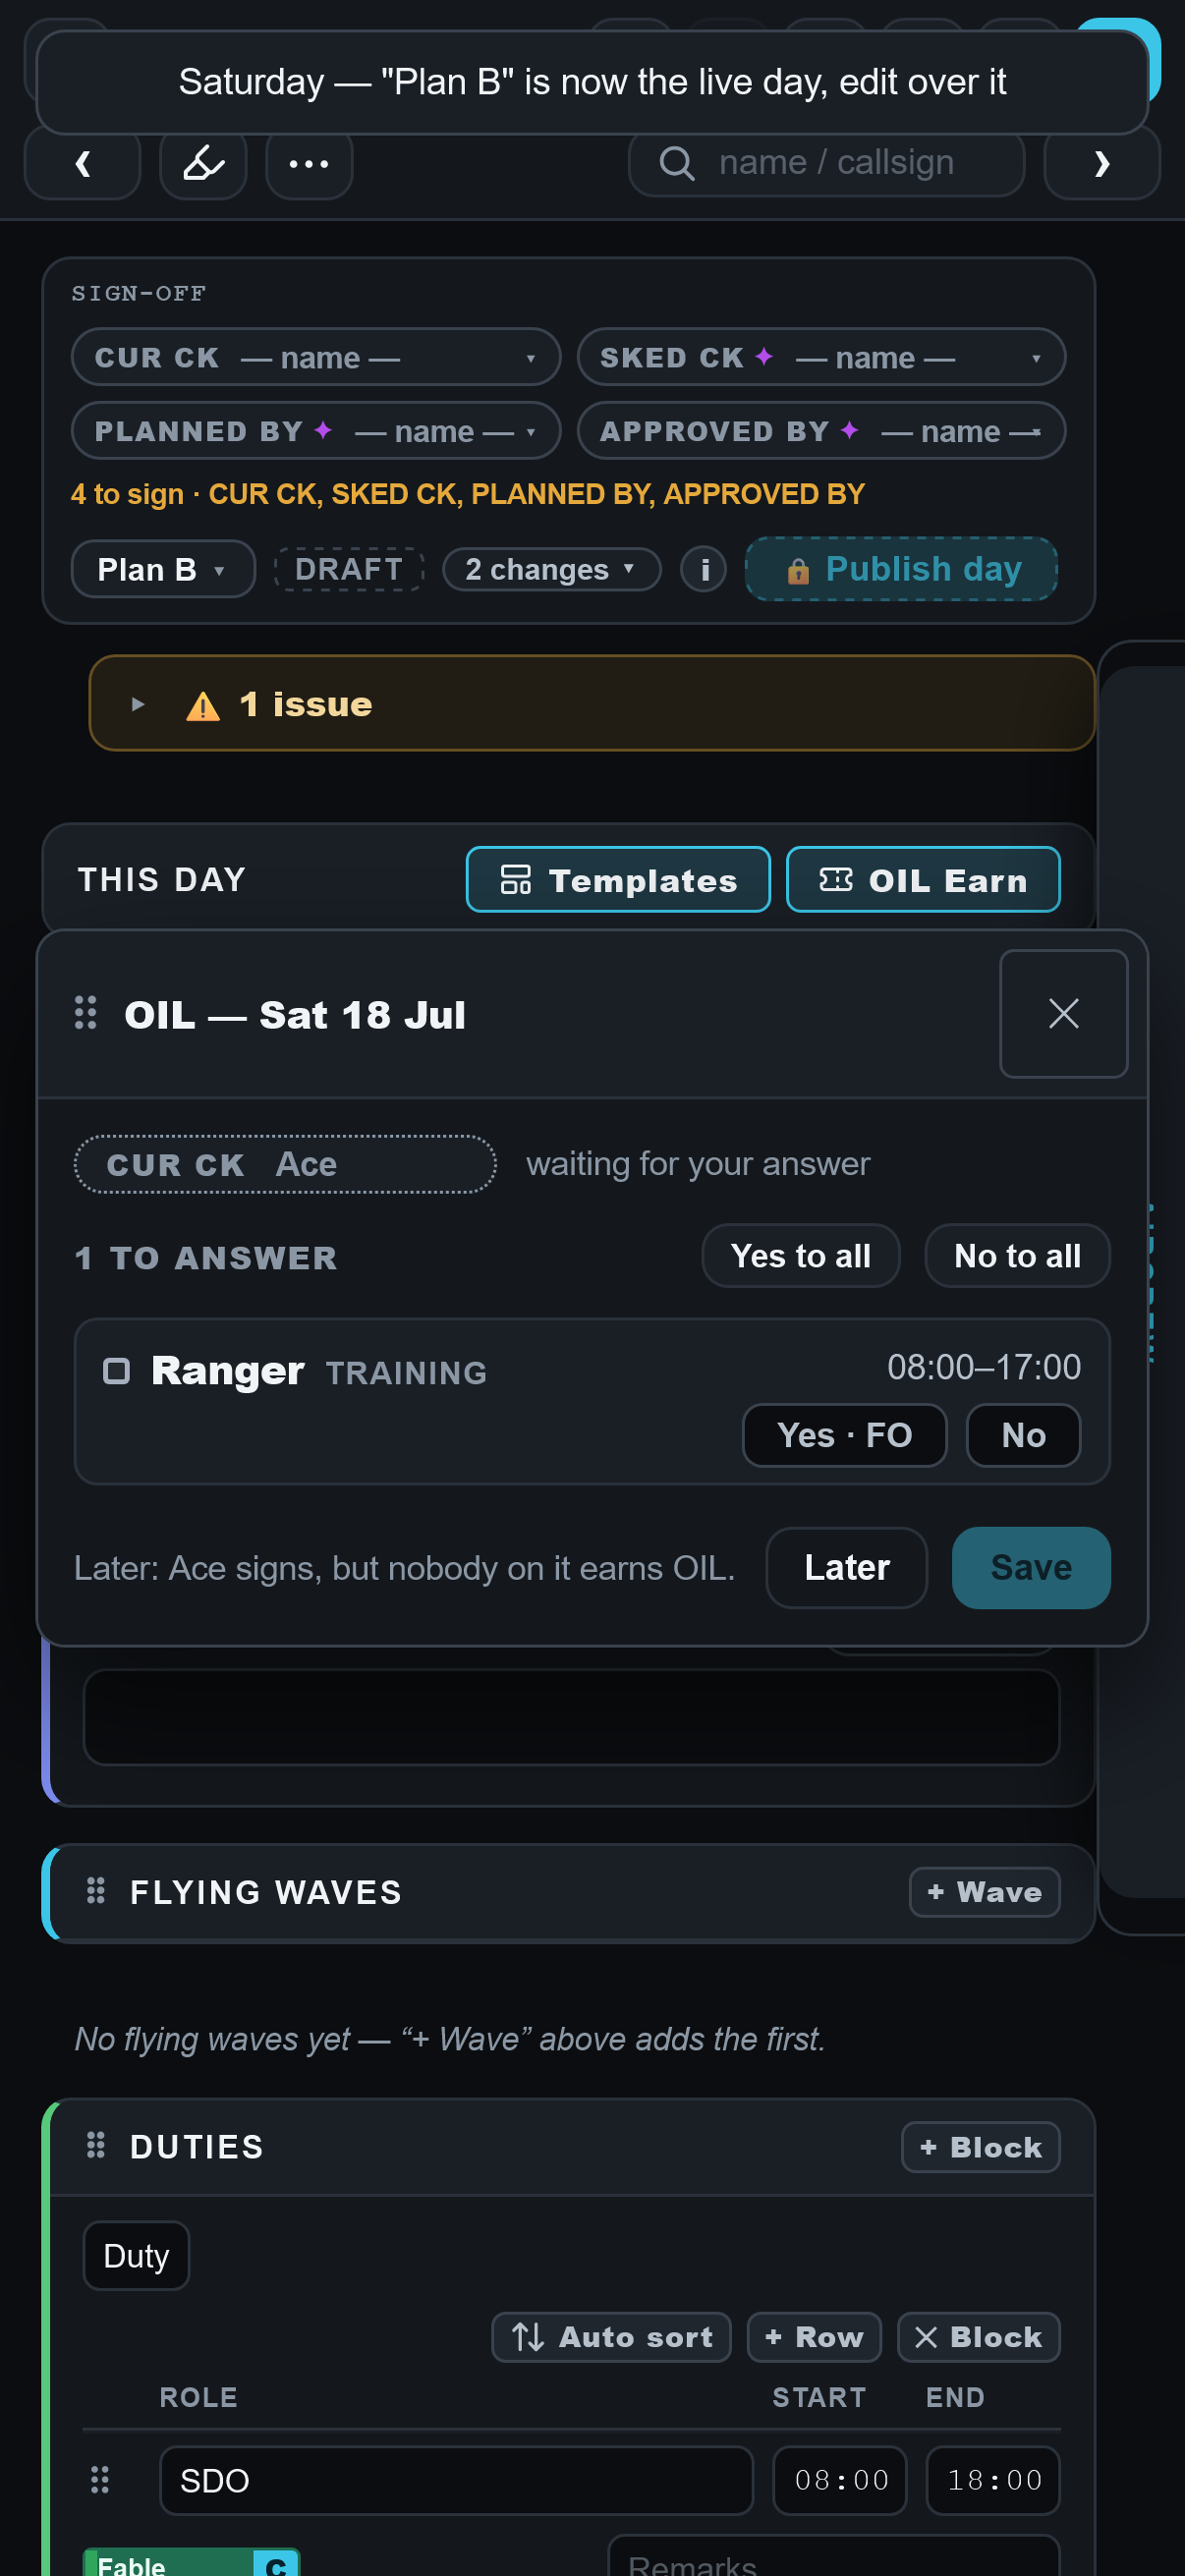 Saturday — "Plan B" is now the live day, edit over it
name / callsign
SIGN-OFF
CUR CK — name —
SKED CK ✦ — name —
PLANNED BY ✦ — name —
APPROVED BY ✦ — name —
4 to sign · CUR CK, SKED CK, PLANNED BY, APPROVED BY
Plan B DRAFT 2 changes i Publish day
1 issue
THIS DAY Templates OIL Earn
OIL — Sat 18 Jul
CUR CK Ace waiting for your answer
1 TO ANSWER Yes to all No to all
Ranger TRAINING 08:00–17:00
Yes · FO No
Later: Ace signs, but nobody on it earns OIL. Later Save
FLYING WAVES + Wave
No flying waves yet — “+ Wave” above adds the first.
DUTIES + Block
Duty
Auto sort + Row × Block
ROLE START END
SDO 08:00 18:00
Fable C Remarks